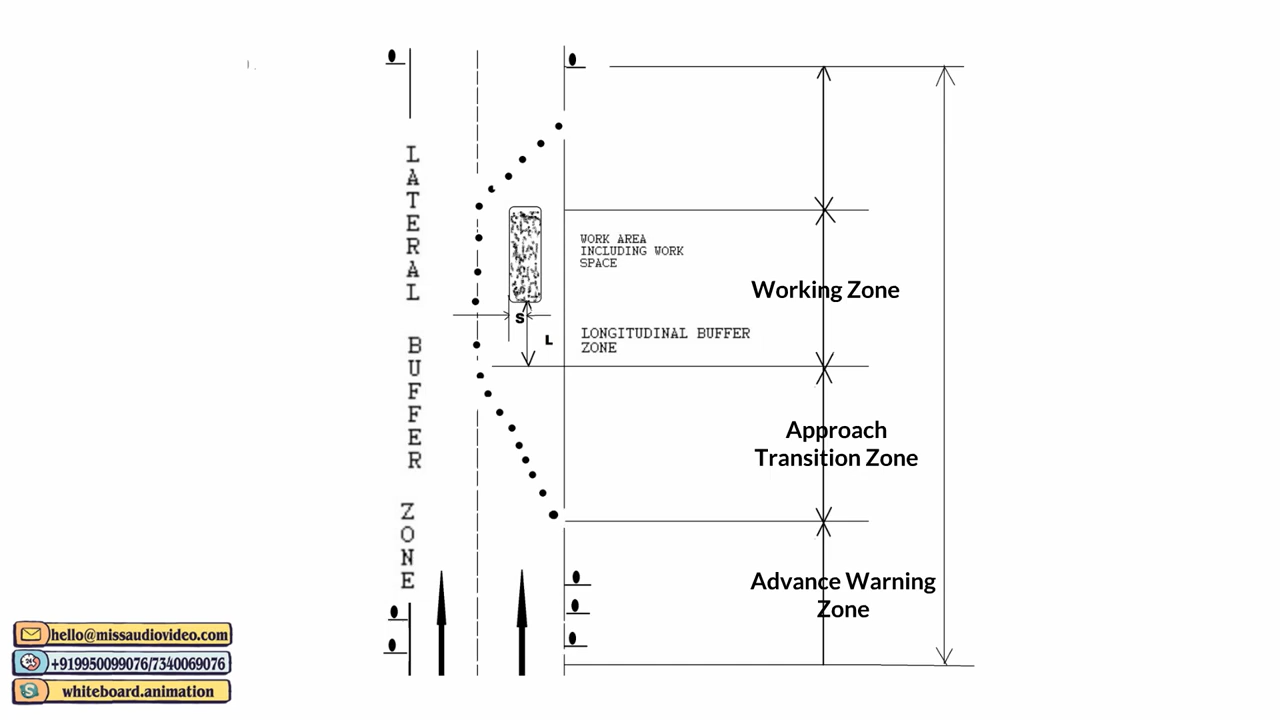 LATERAL BUFFER ZONE
WORK AREA
INCLUDING WORK
SPACE
Working Zone
S
L
LONGITUDINAL BUFFER
ZONE
Approach
Transition Zone
Advance Warning
Zone
hello@missaudiovideo.com
+919950099076/7340069076
whiteboard.animation